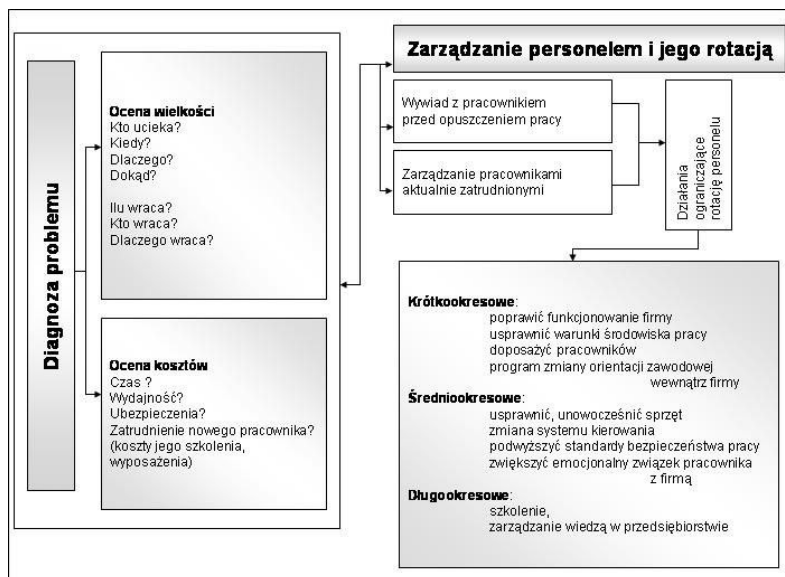 Diagnoza problemu
Ocena wielkości
Kto ucieka?
Kiedy?
Dlaczego?
Dokąd?
Ilu wraca?
Kto wraca?
Dlaczego wraca?
Ocena kosztów
Czas ?
Wydajność?
Ubezpieczenia?
Zatrudnienie nowego pracownika?
(koszty jego szkolenia,
wyposażenia)
Zarządzanie personelem i jego rotacją
Wywiad z pracownikiem
przed opuszczeniem pracy
Zarządzanie pracownikami
aktualnie zatrudnionymi
Działania
ograniczające
rotację personelu
Krótkookresowe:
poprawić funkcjonowanie firmy
usprawnić warunki środowiska pracy
doposażyć pracowników
program zmiany orientacji zawodowej
wewnątrz firmy
Średniookresowe:
usprawnić, unowocześnić sprzęt
zmiana systemu kierowania
podwyższyć standardy bezpieczeństwa pracy
zwiększyć emocjonalny związek pracownika
z firmą
Długookresowe:
szkolenie,
zarządzanie wiedzą w przedsiębiorstwie